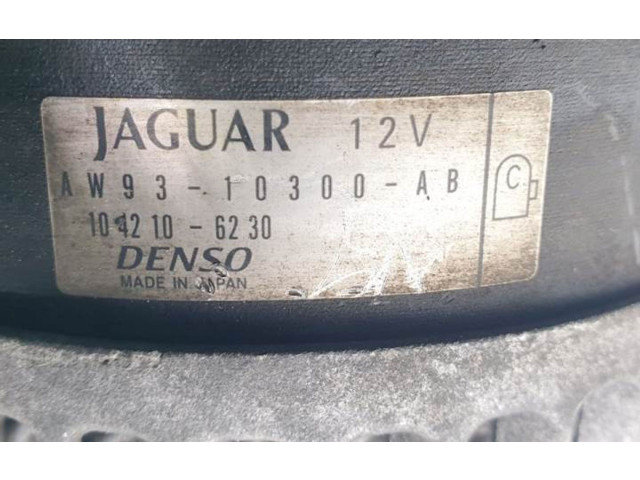 JAGUAR 12V
AW93-10300-AB
104210-6230
DENSO
MADE IN JAPAN
C